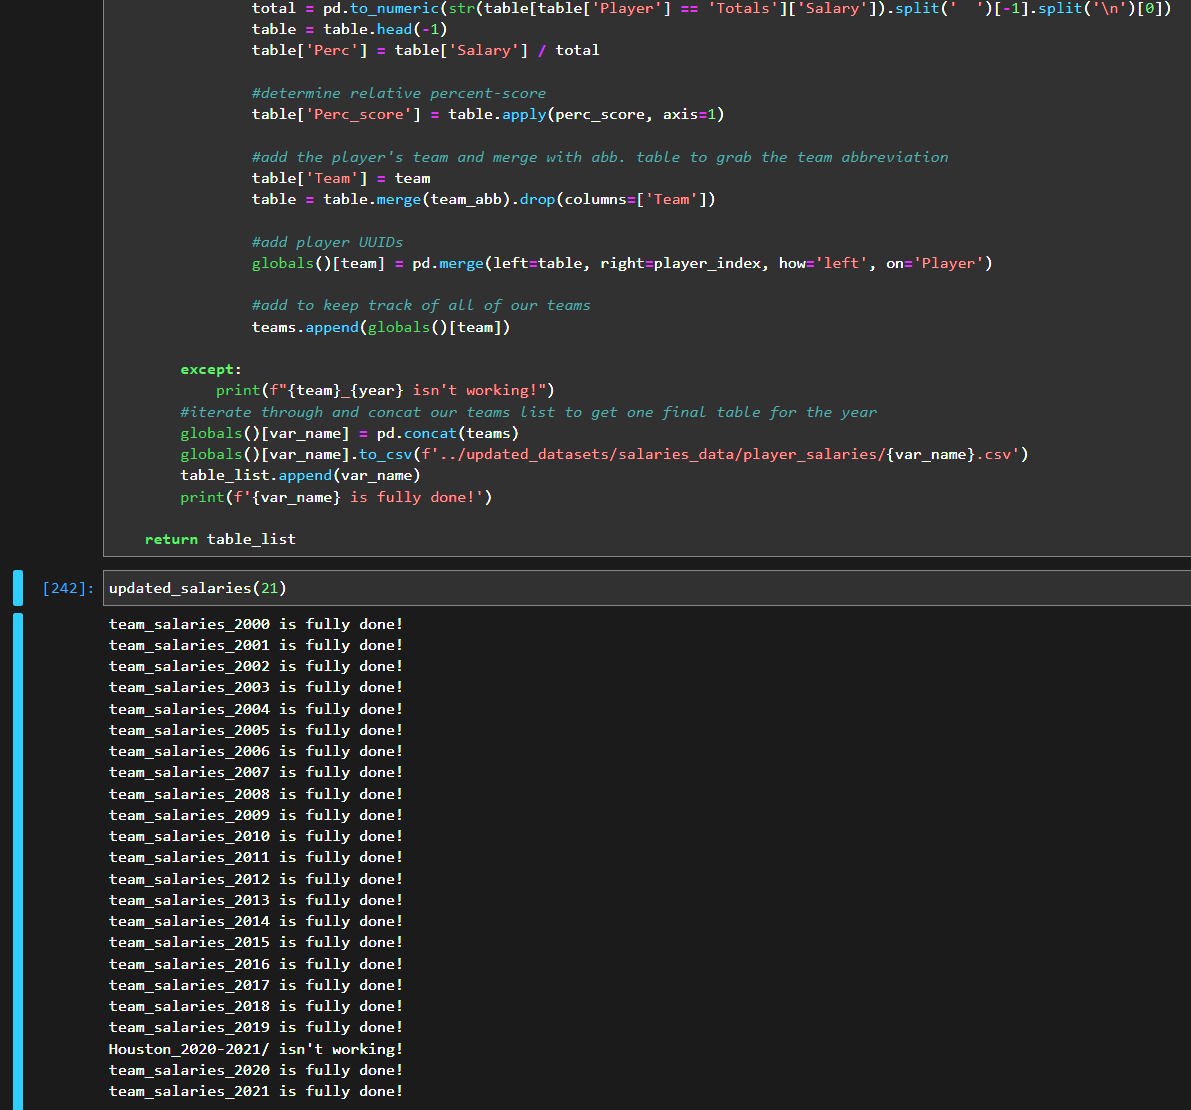 total = pd.to_numeric(str(table[table['Player'] == 'Totals']['Salary']).split('  ')[-1].split('\n')[0])
table = table.head(-1)
table['Perc'] = table['Salary'] / total
#determine relative percent-score
table['Perc_score'] = table.apply(perc_score, axis=1)
#add the player's team and merge with abb. table to grab the team abbreviation
table['Team'] = team
table = table.merge(team_abb).drop(columns=['Team'])
#add player UUIDs
globals()[team] = pd.merge(left=table, right=player_index, how='left', on='Player')
#add to keep track of all of our teams
teams.append(globals()[team])
except:
print(f"{team}_{year} isn't working!")
#iterate through and concat our teams list to get one final table for the year
globals()[var_name] = pd.concat(teams)
globals()[var_name].to_csv(f'../updated_datasets/salaries_data/player_salaries/{var_name}.csv')
table_list.append(var_name)
print(f'{var_name} is fully done!')
return table_list
[242]: updated_salaries(21)
team_salaries_2000 is fully done!
team_salaries_2001 is fully done!
team_salaries_2002 is fully done!
team_salaries_2003 is fully done!
team_salaries_2004 is fully done!
team_salaries_2005 is fully done!
team_salaries_2006 is fully done!
team_salaries_2007 is fully done!
team_salaries_2008 is fully done!
team_salaries_2009 is fully done!
team_salaries_2010 is fully done!
team_salaries_2011 is fully done!
team_salaries_2012 is fully done!
team_salaries_2013 is fully done!
team_salaries_2014 is fully done!
team_salaries_2015 is fully done!
team_salaries_2016 is fully done!
team_salaries_2017 is fully done!
team_salaries_2018 is fully done!
team_salaries_2019 is fully done!
Houston_2020-2021/ isn't working!
team_salaries_2020 is fully done!
team_salaries_2021 is fully done!